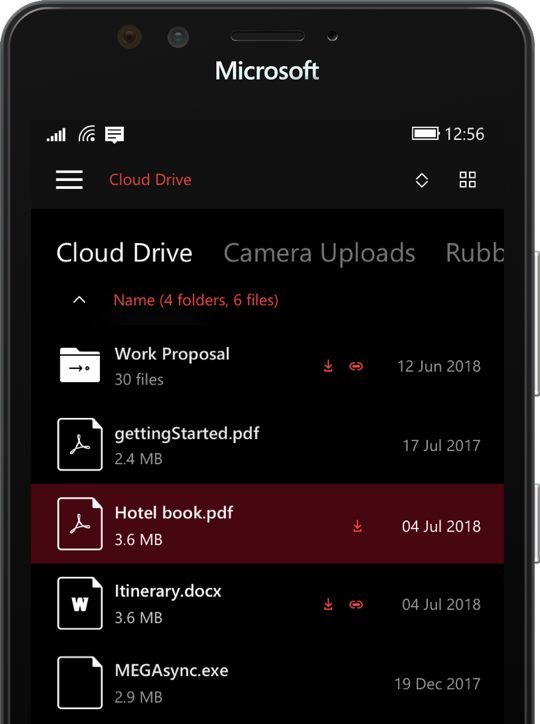 Microsoft
12:56
Cloud Drive
Cloud Drive Camera Uploads Rubb
Name (4 folders, 6 files)
Work Proposal
30 files
12 Jun 2018
gettingStarted.pdf
2.4 MB
17 Jul 2017
Hotel book.pdf
3.6 MB
04 Jul 2018
W
Itinerary.docx
3.6 MB
04 Jul 2018
MEGAsync.exe
2.9 MB
19 Dec 2017